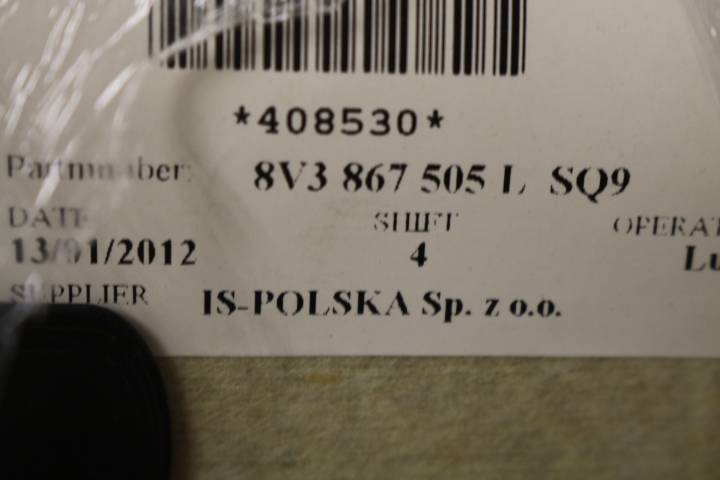 *408530*
Partnumber: 8V3 867 505 L SQ9
DATE SHIFT
13/01/2012 4
SUPPLIER IS-POLSKA Sp. z o.o.